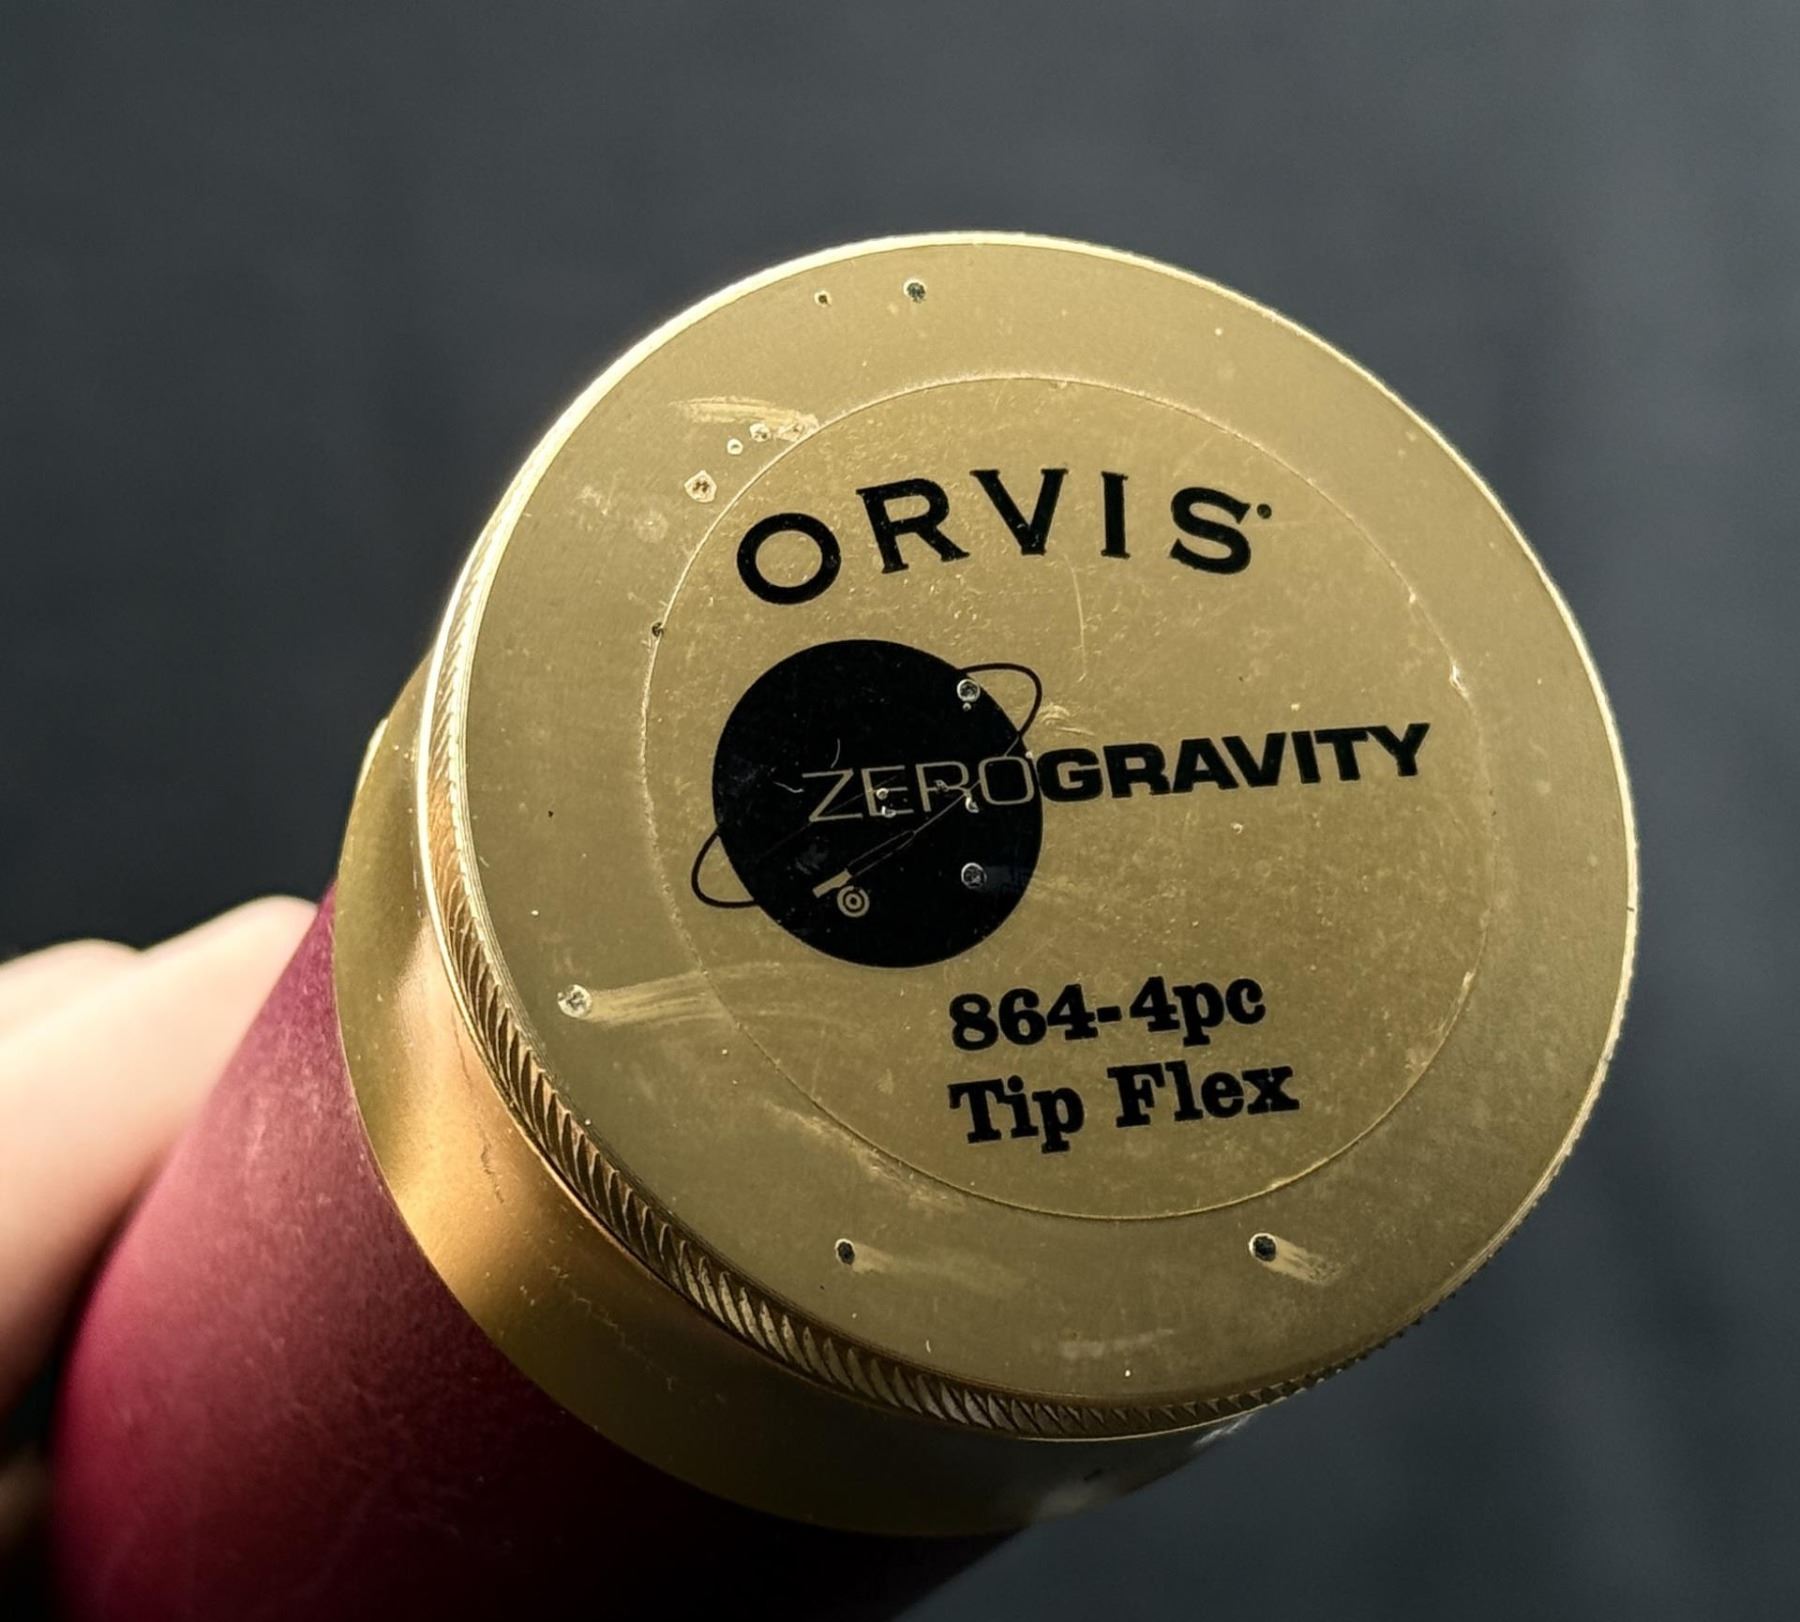 ORVIS
ZEROGRAVITY
864-4pc
Tip Flex